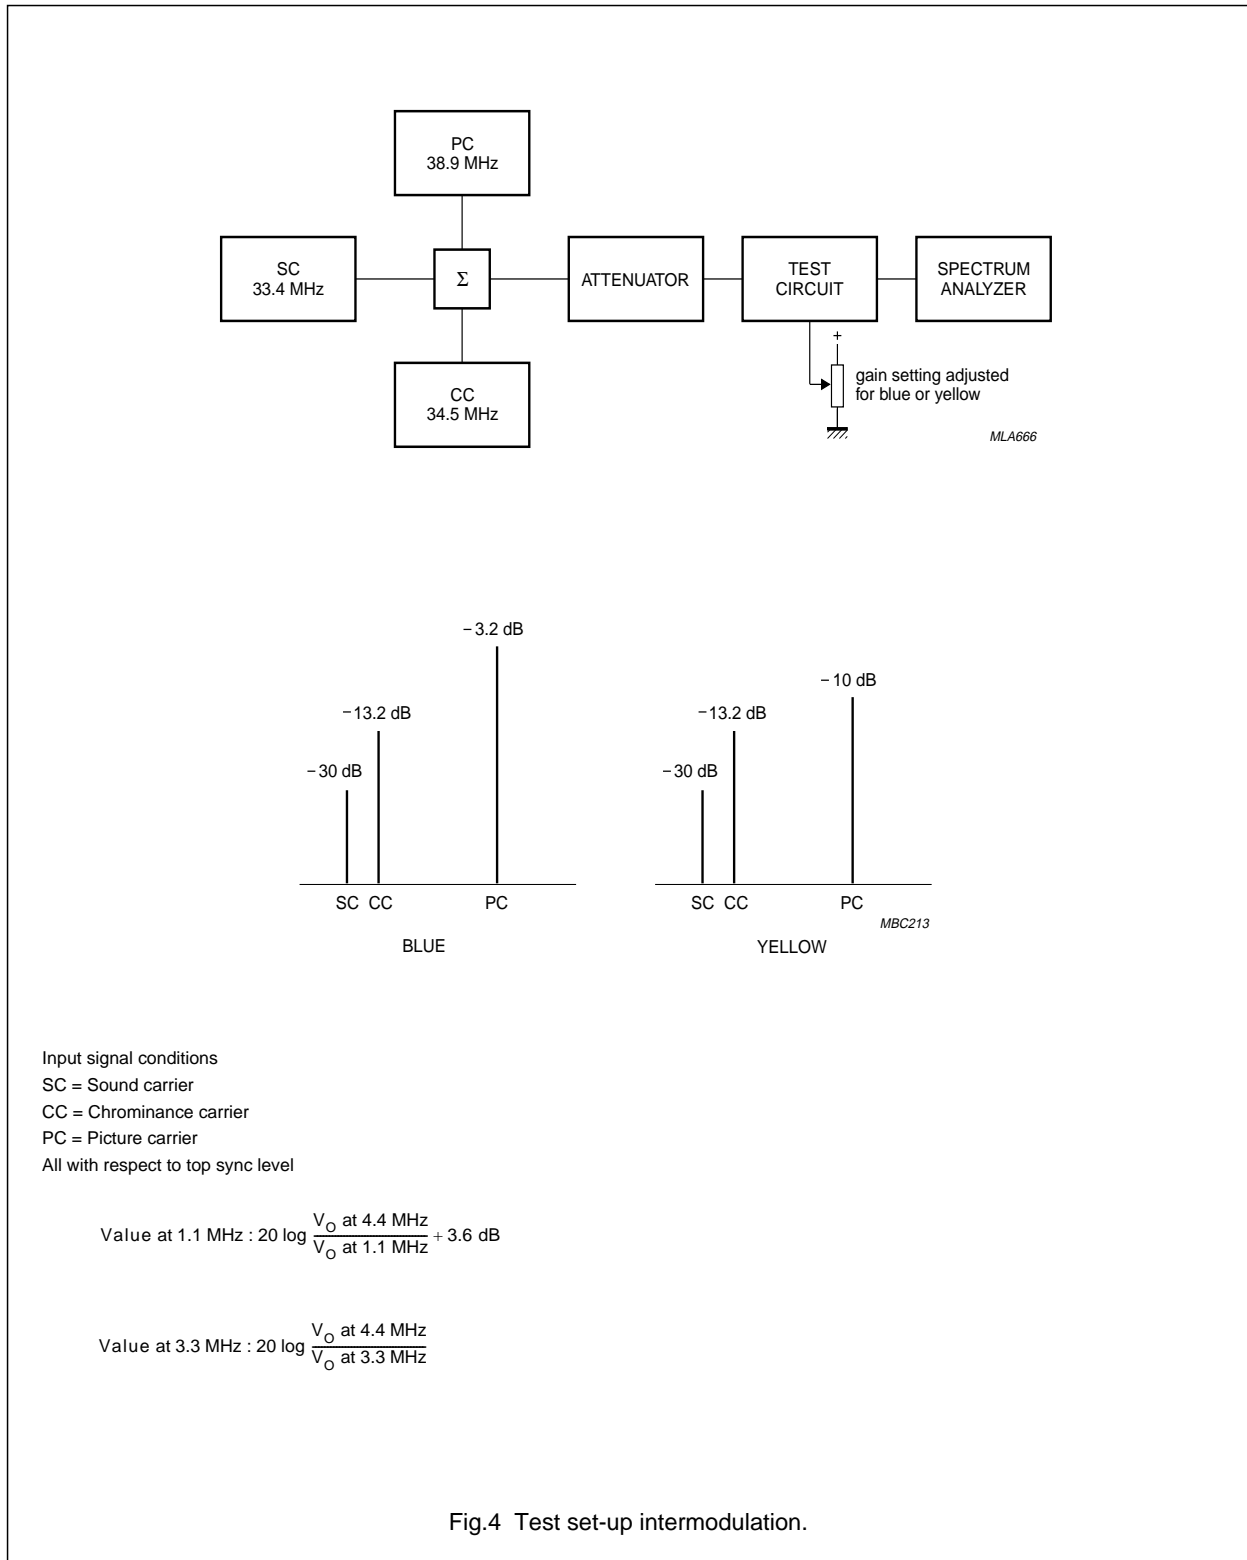 PC
38.9 MHz
SC
33.4 MHz
Σ
ATTENUATOR
TEST
CIRCUIT
SPECTRUM
ANALYZER
CC
34.5 MHz
+
gain setting adjusted
for blue or yellow
MLA666
−3.2 dB
−13.2 dB
−30 dB
SC CC PC
BLUE
−10 dB
−13.2 dB
−30 dB
SC CC PC
MBC213
YELLOW
Input signal conditions
SC = Sound carrier
CC = Chrominance carrier
PC = Picture carrier
All with respect to top sync level
Value at 1.1 MHz : 20 log V_O at 4.4 MHz / V_O at 1.1 MHz + 3.6 dB
Value at 3.3 MHz : 20 log V_O at 4.4 MHz / V_O at 3.3 MHz
Fig.4 Test set-up intermodulation.